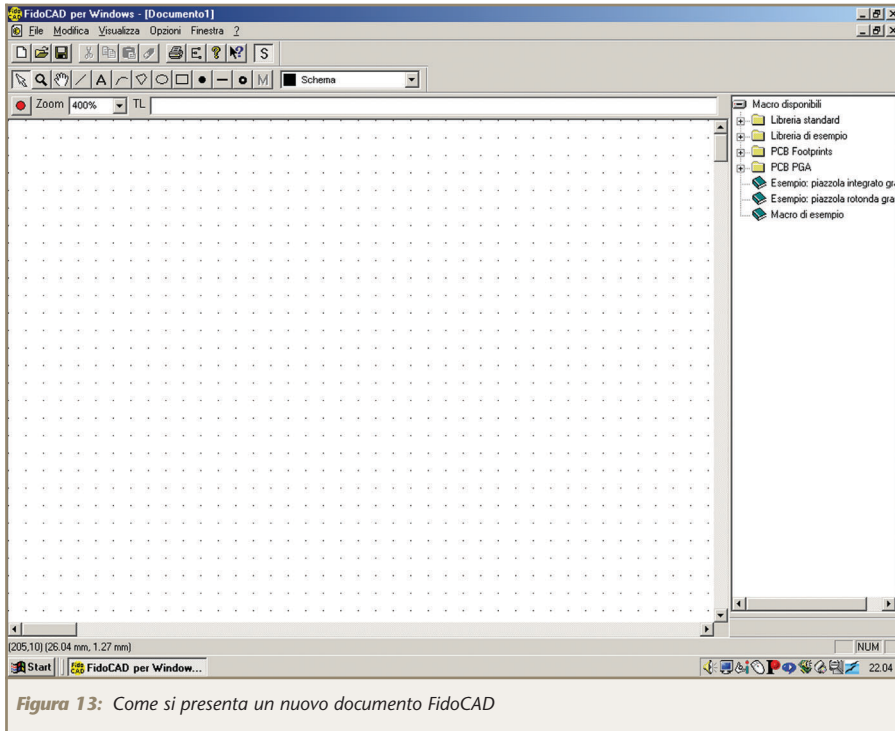 FidoCAD per Windows - [Documento1]
File Modifica Visualizza Opzioni Finestra ?
S
A M Schema
Zoom 400% TL
Macro disponibili
Libreria standard
Libreria di esempio
PCB Footprints
PCB PGA
Esempio: piazzola integrato gra
Esempio: piazzola rotonda gra
Macro di esempio
(205,10) (26.04 mm, 1.27 mm) NUM
Start FidoCAD per Window... 22.04
Figura 13: Come si presenta un nuovo documento FidoCAD